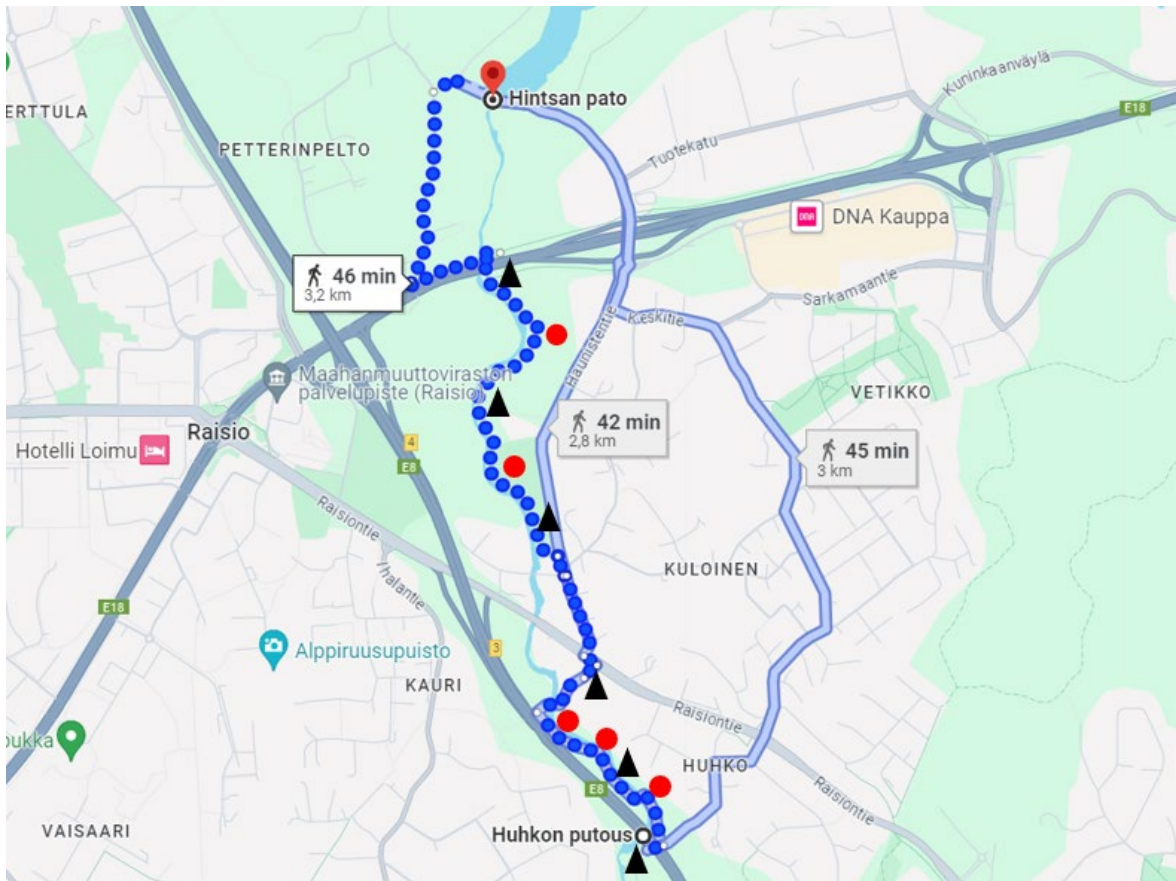 Hintsan pato
Kuninkaanväylä
E18
ERTTULA
PETTERINPELTO
Tuotekatu
DNA
DNA Kauppa
46 min
3,2 km
Sarkamaantie
Keskitie
Haunistentie
Maahanmuuttoviraston
palvelupiste (Raisio)
VETIKKO
42 min
2,8 km
Raisio
Hotelli Loimu
4
E8
45 min
3 km
Raisiontie
Ihalantie
KULOINEN
E18
3
Alppiruusupuisto
KAURI
Raisiontie
oukka
HUHKO
Raisiontie
E8
VAISAARI
Huhkon putous